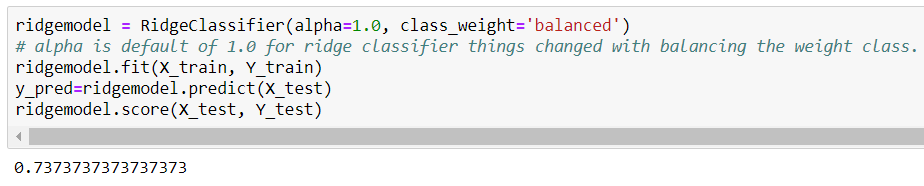 ridgemodel = RidgeClassifier(alpha=1.0, class_weight='balanced')
# alpha is default of 1.0 for ridge classifier things changed with balancing the weight class.
ridgemodel.fit(X_train, Y_train)
y_pred=ridgemodel.predict(X_test)
ridgemodel.score(X_test, Y_test)
0.7373737373737373